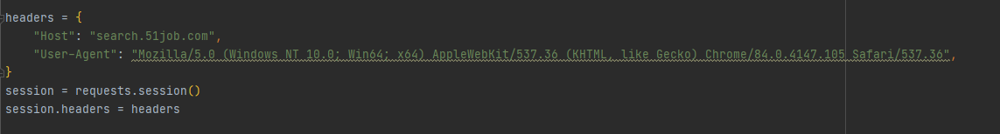 headers = {
    "Host": "search.51job.com",
    "User-Agent": "Mozilla/5.0 (Windows NT 10.0; Win64; x64) AppleWebKit/537.36 (KHTML, like Gecko) Chrome/84.0.4147.105 Safari/537.36",
}
session = requests.session()
session.headers = headers